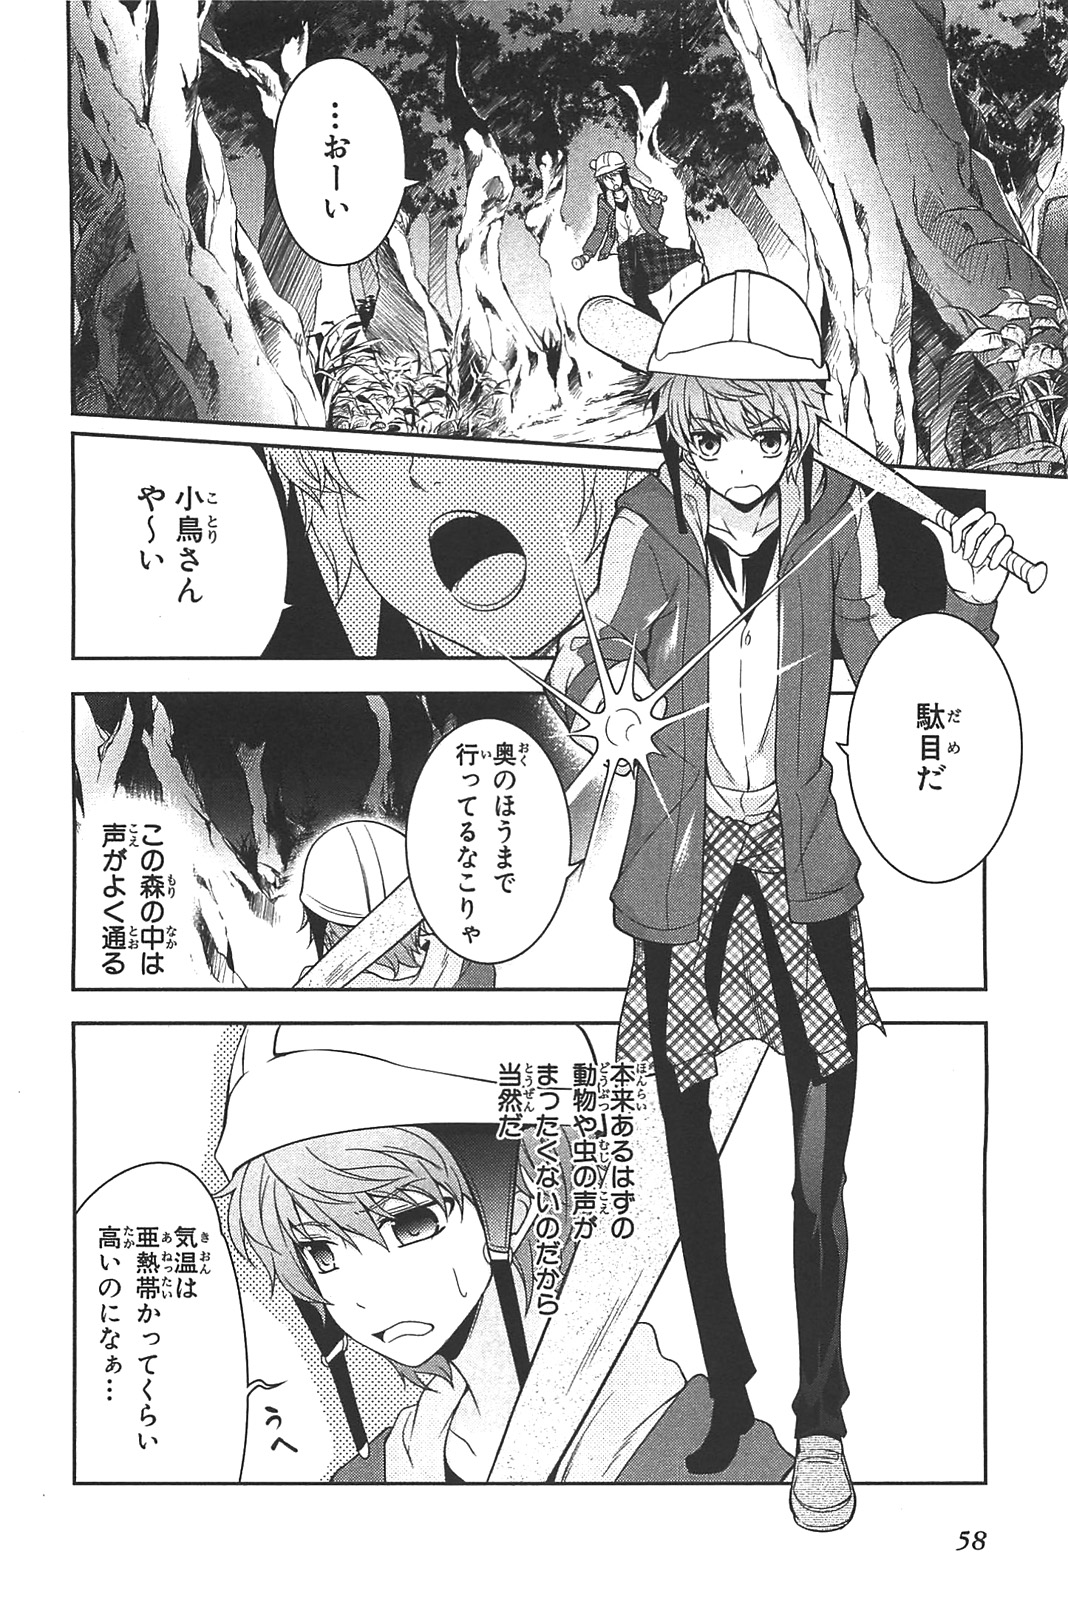 …おーい
小鳥さん
や～い
駄目だ
奥のほうまで
行ってるなこりゃ
この森の中は
声がよく通る
本来あるはずの
動物や虫の声が
まったくないのだから
当然だ
気温は
亜熱帯かってくらい
高いのになぁ…
うへ
58